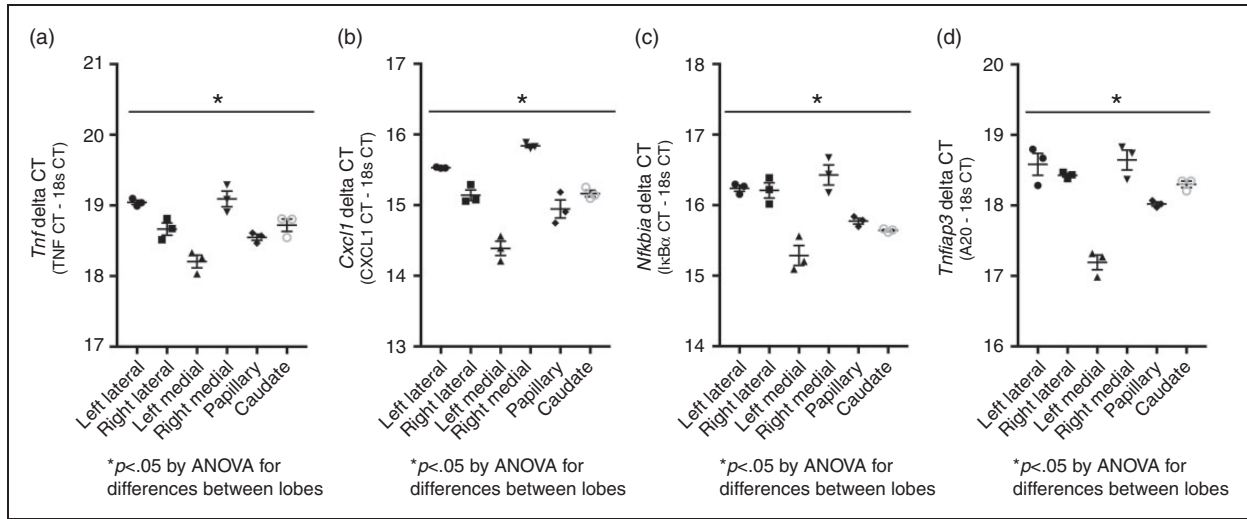 (a)
Tnf delta CT
(TNF CT - 18s CT)
21
20
19
18
17
*
Left lateral
Right lateral
Left medial
Right medial
Papillary
Caudate
*p<.05 by ANOVA for
differences between lobes
(b)
Cxcl1 delta CT
(CXCL1 CT - 18s CT)
17
16
15
14
13
*
Left lateral
Right lateral
Left medial
Right medial
Papillary
Caudate
*p<.05 by ANOVA for
differences between lobes
(c)
Nfkbia delta CT
(IκBα CT - 18s CT)
18
17
16
15
14
*
Left lateral
Right lateral
Left medial
Right medial
Papillary
Caudate
*p<.05 by ANOVA for
differences between lobes
(d)
Tnfiap3 delta CT
(A20 - 18s CT)
20
19
18
17
16
*
Left lateral
Right lateral
Left medial
Right medial
Papillary
Caudate
*p<.05 by ANOVA for
differences between lobes